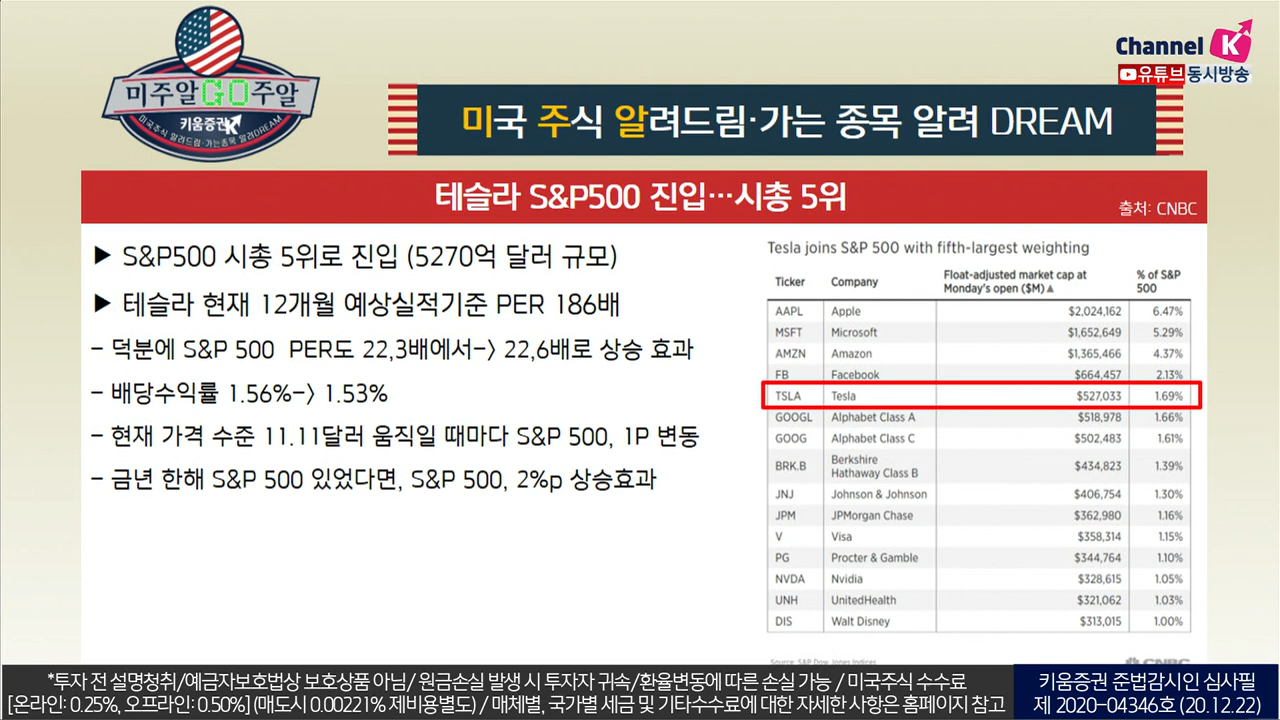 미주알GO주알
키움증권
미국주식 알려드림·가는종목 알려DREAM
Channel K
유튜브 동시방송
미국 주식 알려드림·가는 종목 알려 DREAM
테슬라 S&P500 진입…시총 5위
출처: CNBC
▶ S&P500 시총 5위로 진입 (5270억 달러 규모)
▶ 테슬라 현재 12개월 예상실적기준 PER 186배
- 덕분에 S&P 500 PER도 22,3배에서-> 22,6배로 상승 효과
- 배당수익률 1.56%-> 1.53%
- 현재 가격 수준 11.11달러 움직일 때마다 S&P 500, 1P 변동
- 금년 한해 S&P 500 있었다면, S&P 500, 2%p 상승효과
Tesla joins S&P 500 with fifth-largest weighting
Ticker Company Float-adjusted market cap at Monday's open ($M)▲ % of S&P 500
AAPL Apple $2,024,162 6.47%
MSFT Microsoft $1,652,649 5.29%
AMZN Amazon $1,365,466 4.37%
FB Facebook $664,457 2.13%
TSLA Tesla $527,033 1.69%
GOOGL Alphabet Class A $518,978 1.66%
GOOG Alphabet Class C $502,483 1.61%
BRK.B Berkshire Hathaway Class B $434,823 1.39%
JNJ Johnson & Johnson $406,754 1.30%
JPM JPMorgan Chase $362,980 1.16%
V Visa $358,314 1.15%
PG Procter & Gamble $344,764 1.10%
NVDA Nvidia $328,615 1.05%
UNH UnitedHealth $321,062 1.03%
DIS Walt Disney $313,015 1.00%
Source: S&P Dow Jones Indices
CNBC
*투자 전 설명청취/예금자보호법상 보호상품 아님/ 원금손실 발생 시 투자자 귀속/환율변동에 따른 손실 가능 / 미국주식 수수료
[온라인: 0.25%, 오프라인: 0.50%] (매도시 0.00221% 제비용별도) / 매체별, 국가별 세금 및 기타수수료에 대한 자세한 사항은 홈페이지 참고
키움증권 준법감시인 심사필
제 2020-04346호 (20.12.22)